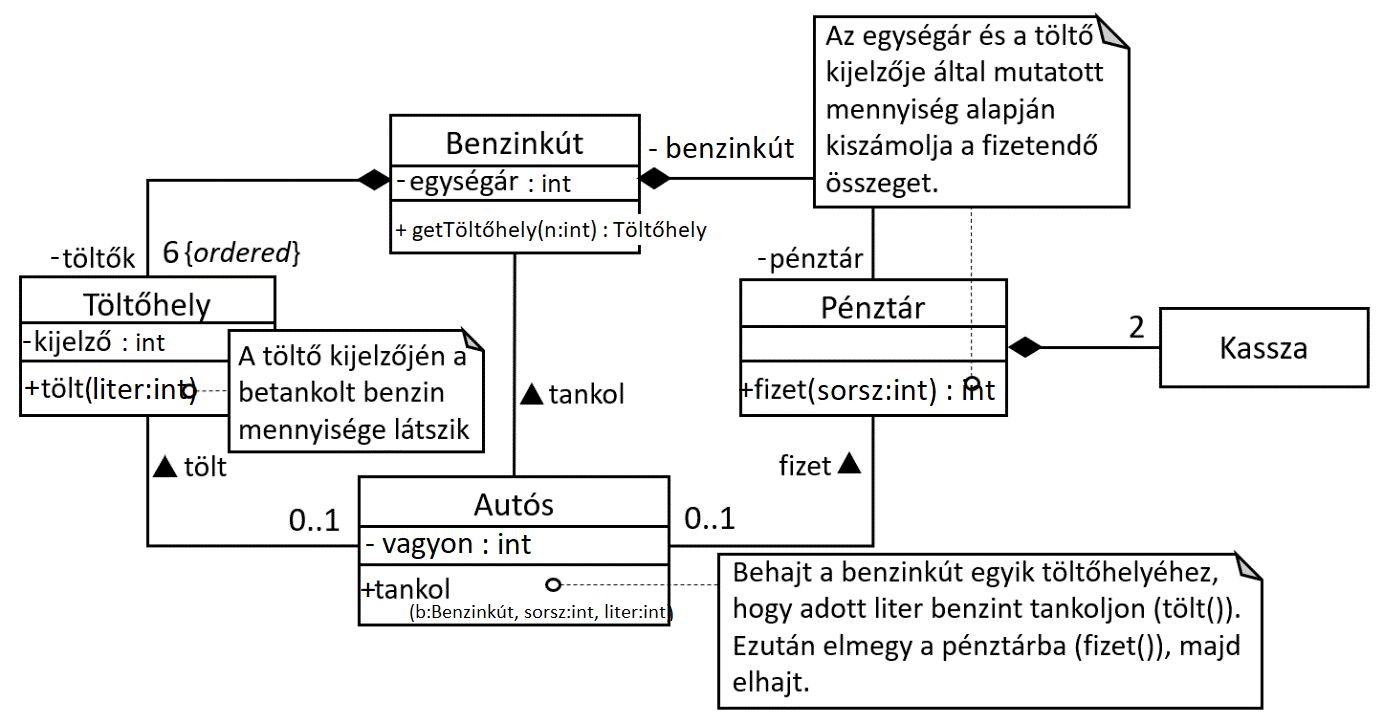 Az egységár és a töltő
kijelzője által mutatott
mennyiség alapján
kiszámolja a fizetendő
összeget.
Benzinkút
- egységár : int
+ getTöltőhely(n:int) : Töltőhely
- benzinkút
-töltők
6 {ordered}
-pénztár
Töltőhely
-kijelző : int
+tölt(liter:int)
A töltő kijelzőjén a
betankolt benzin
mennyisége látszik
▲ tankol
Pénztár
+fizet(sorsz:int) : int
2
Kassza
▲ tölt
fizet ▲
0..1
0..1
Autós
- vagyon : int
+tankol
(b:Benzinkút, sorsz:int, liter:int)
Behajt a benzinkút egyik töltőhelyéhez,
hogy adott liter benzint tankoljon (tölt()).
Ezután elmegy a pénztárba (fizet()), majd
elhajt.